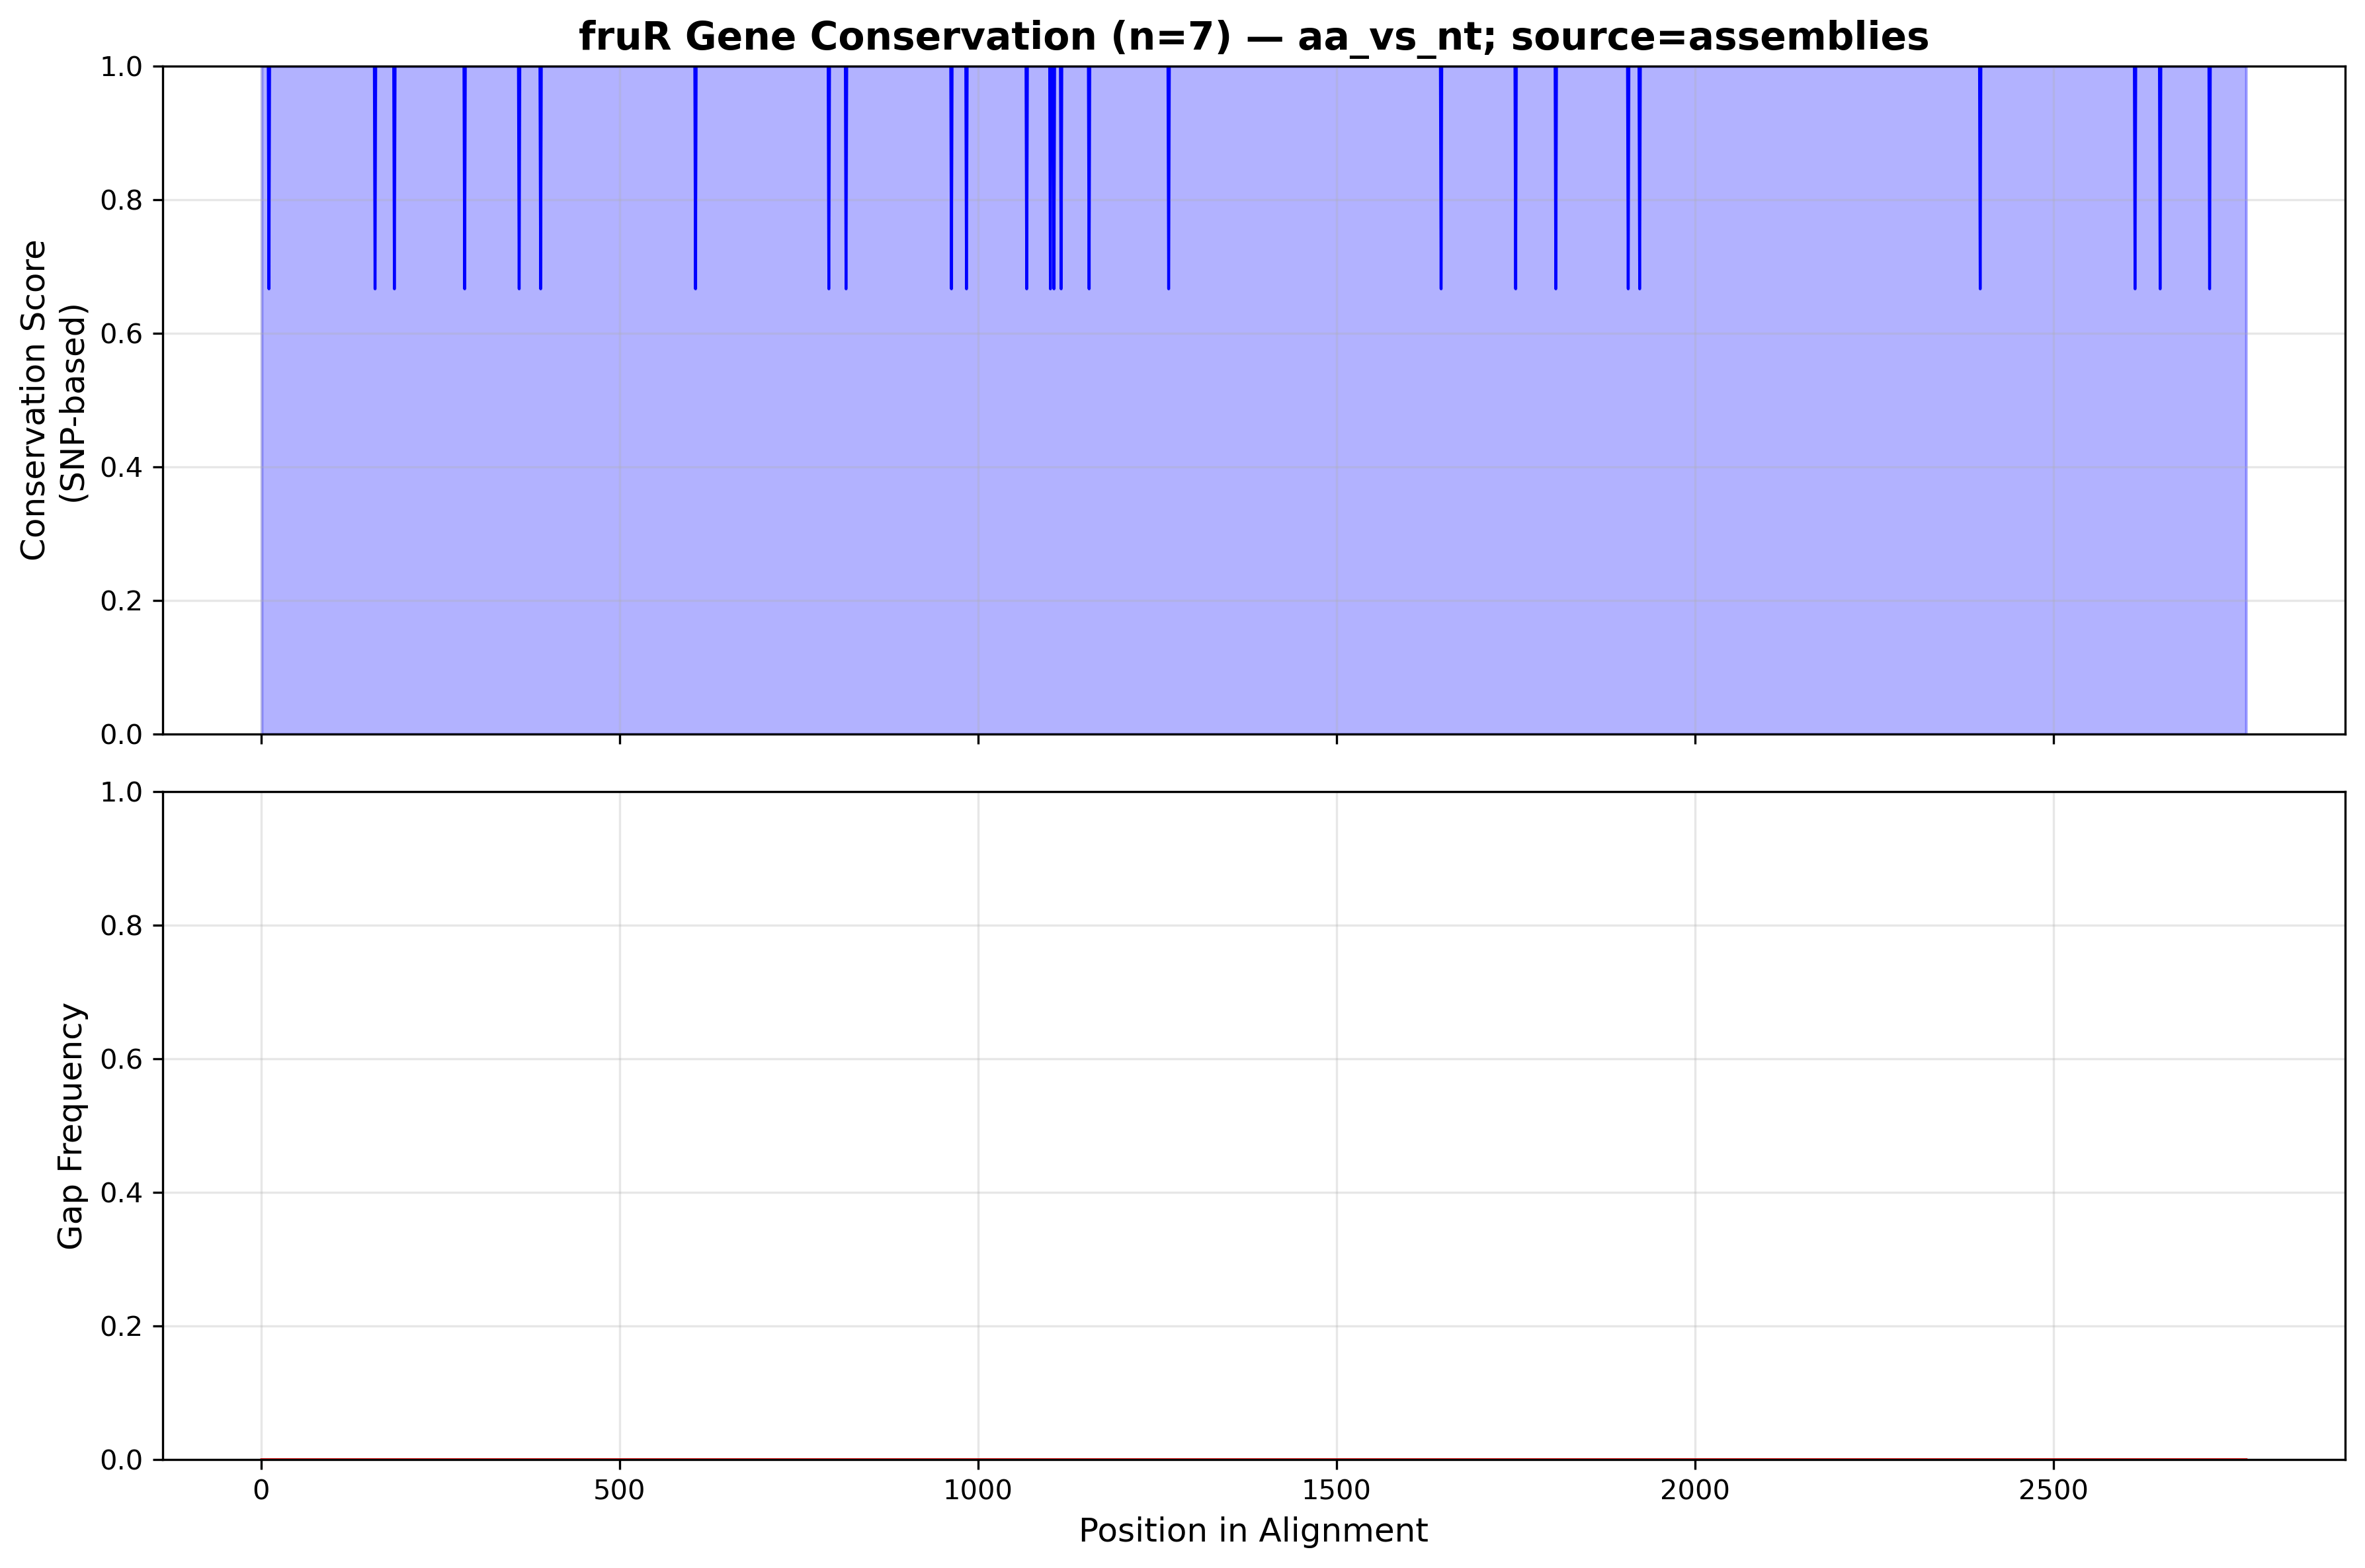 fruR Gene Conservation (n=7) — aa_vs_nt; source=assemblies
Conservation Score
(SNP-based)
1.0
0.8
0.6
0.4
0.2
0.0
Gap Frequency
1.0
0.8
0.6
0.4
0.2
0.0
0 500 1000 1500 2000 2500
Position in Alignment